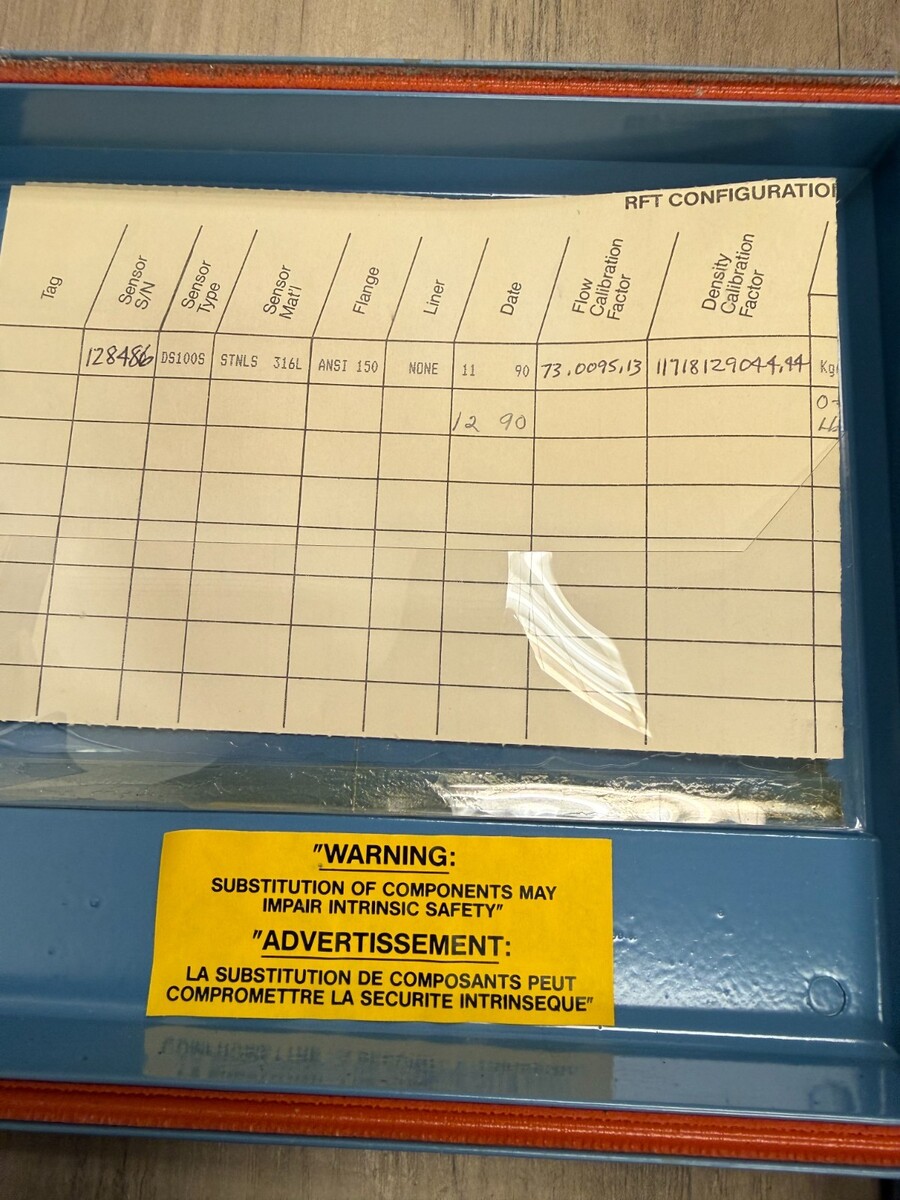 RFT CONFIGURATIO
Tag
Sensor S/N
Sensor Type
Sensor Mat'l
Flange
Liner
Date
Flow Calibration Factor
Density Calibration Factor
128486 DS100S STNLS 316L ANSI 150 NONE 11 90 73.0095.13 11718129044.44 Kg
12 90
"WARNING:
SUBSTITUTION OF COMPONENTS MAY
IMPAIR INTRINSIC SAFETY"
"ADVERTISSEMENT:
LA SUBSTITUTION DE COMPOSANTS PEUT
COMPROMETTRE LA SECURITE INTRINSEQUE"